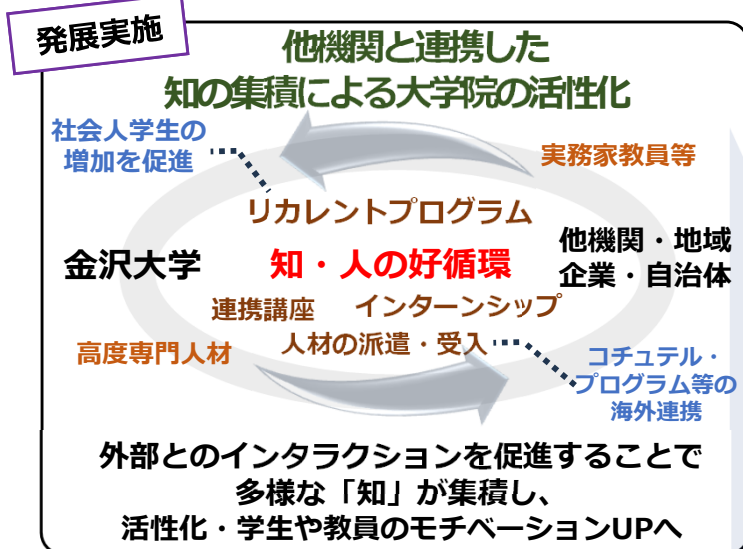 発展実施
他機関と連携した
知の集積による大学院の活性化
社会人学生の
増加を促進
実務家教員等
リカレントプログラム
金沢大学
知・人の好循環
他機関・地域
企業・自治体
連携講座
インターンシップ
高度専門人材
人材の派遣・受入
コチュテル・
プログラム等の
海外連携
外部とのインタラクションを促進することで
多様な「知」が集積し、
活性化・学生や教員のモチベーションUPへ